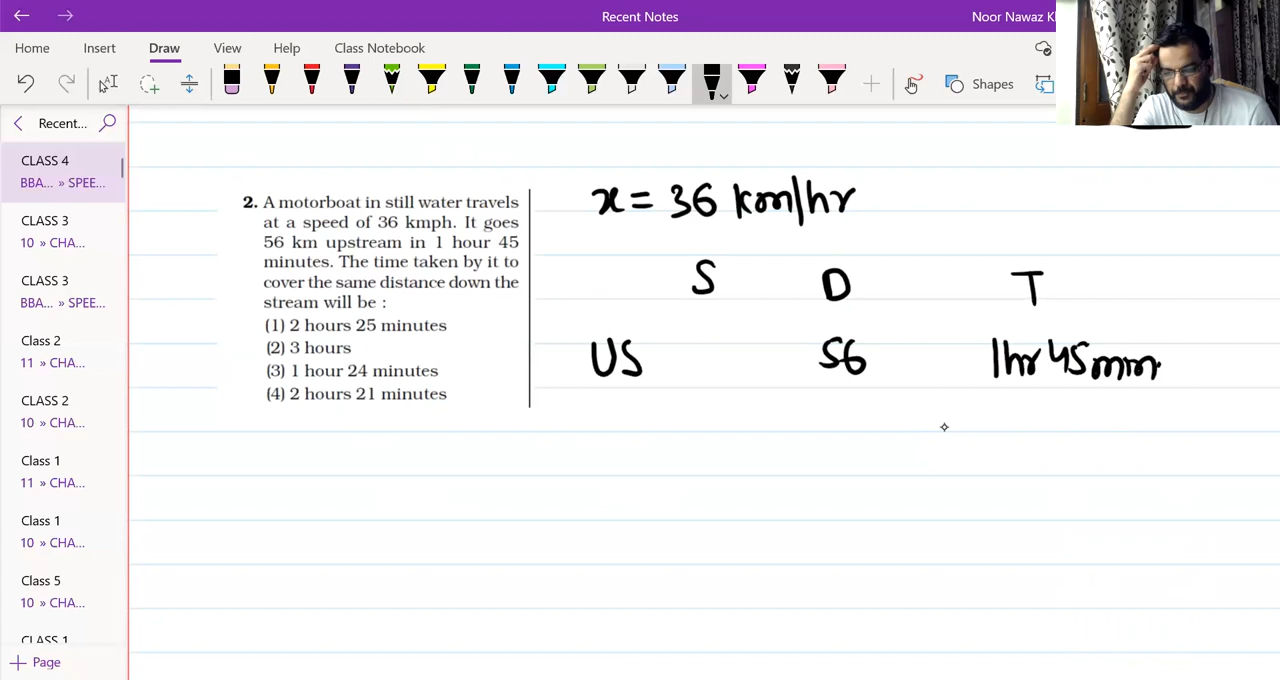 Recent Notes
Noor Nawaz Kh
Home Insert Draw View Help Class Notebook
Shapes
Recent...
CLASS 4
BBA... » SPEE...
CLASS 3
10 » CHA...
CLASS 3
BBA... » SPEE...
Class 2
11 » CHA...
CLASS 2
10 » CHA...
Class 1
11 » CHA...
Class 1
10 » CHA...
Class 5
10 » CHA...
CLASS 1
Page
2. A motorboat in still water travels
at a speed of 36 kmph. It goes
56 km upstream in 1 hour 45
minutes. The time taken by it to
cover the same distance down the
stream will be :
(1) 2 hours 25 minutes
(2) 3 hours
(3) 1 hour 24 minutes
(4) 2 hours 21 minutes
x = 36 km/hr
S D T
US 56 1hr 45min